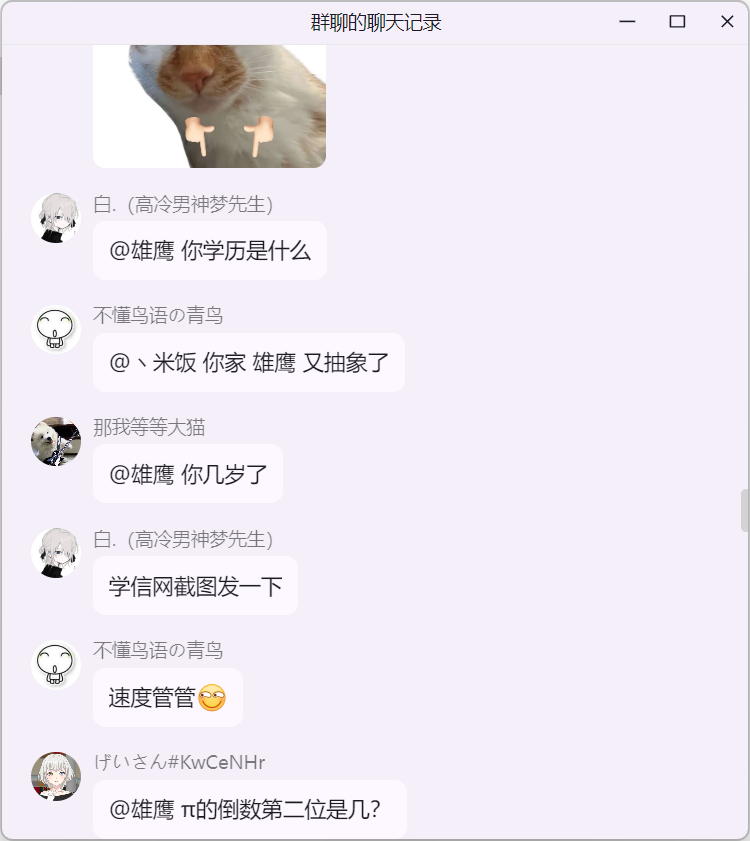 群聊的聊天记录
白.（高冷男神梦先生）
@雄鹰 你学历是什么
不懂鸟语の青鸟
@丶米饭 你家 雄鹰 又抽象了
那我等等大猫
@雄鹰 你几岁了
白.（高冷男神梦先生）
学信网截图发一下
不懂鸟语の青鸟
速度管管
げいさん#KwCeNHr
@雄鹰 π的倒数第二位是几？